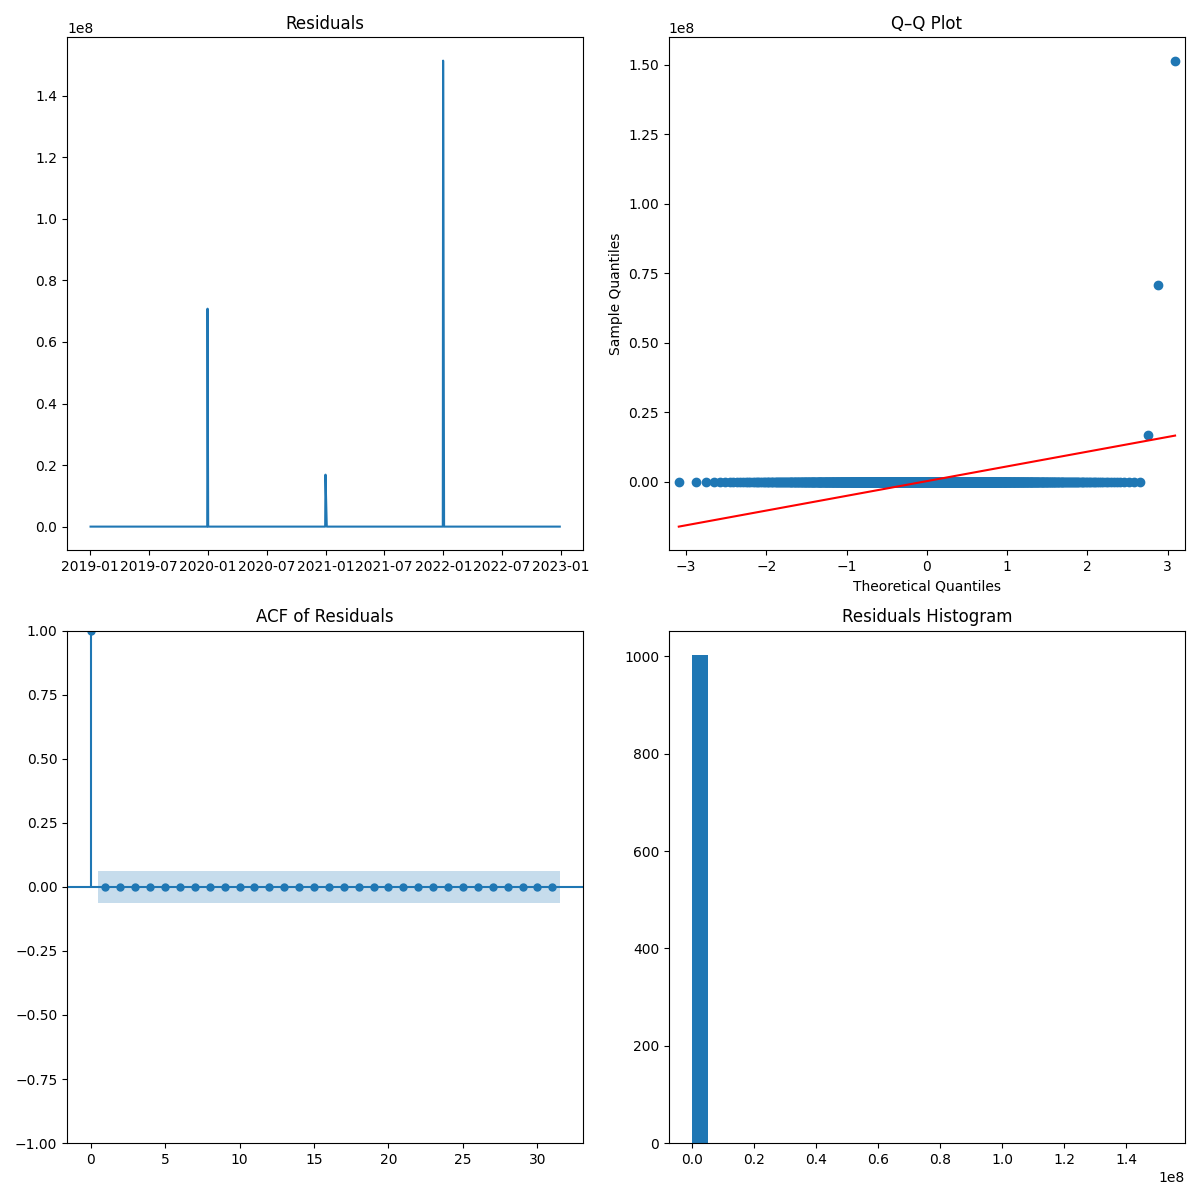 Residuals
1e8
1.4
1.2
1.0
0.8
0.6
0.4
0.2
0.0
2019-01 2019-07 2020-01 2020-07 2021-01 2021-07 2022-01 2022-07 2023-01
Q–Q Plot
1e8
1.50
1.25
1.00
0.75
0.50
0.25
0.00
Sample Quantiles
−3 −2 −1 0 1 2 3
Theoretical Quantiles
ACF of Residuals
1.00
0.75
0.50
0.25
0.00
−0.25
−0.50
−0.75
−1.00
0 5 10 15 20 25 30
Residuals Histogram
1000
800
600
400
200
0
0.0 0.2 0.4 0.6 0.8 1.0 1.2 1.4
1e8